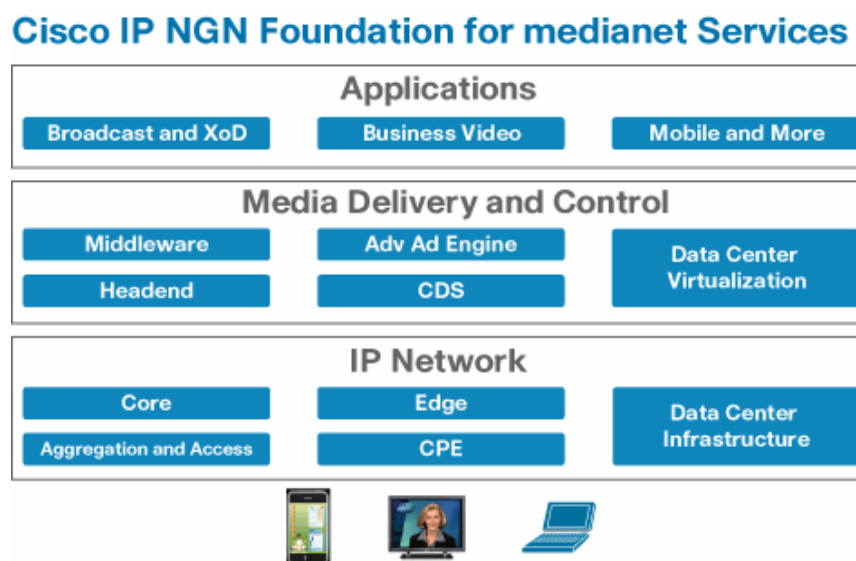 Cisco IP NGN Foundation for medianet Services
Applications
Broadcast and XoD
Business Video
Mobile and More
Media Delivery and Control
Middleware
Adv Ad Engine
Data Center
Virtualization
Headend
CDS
IP Network
Core
Edge
Data Center
Infrastructure
Aggregation and Access
CPE